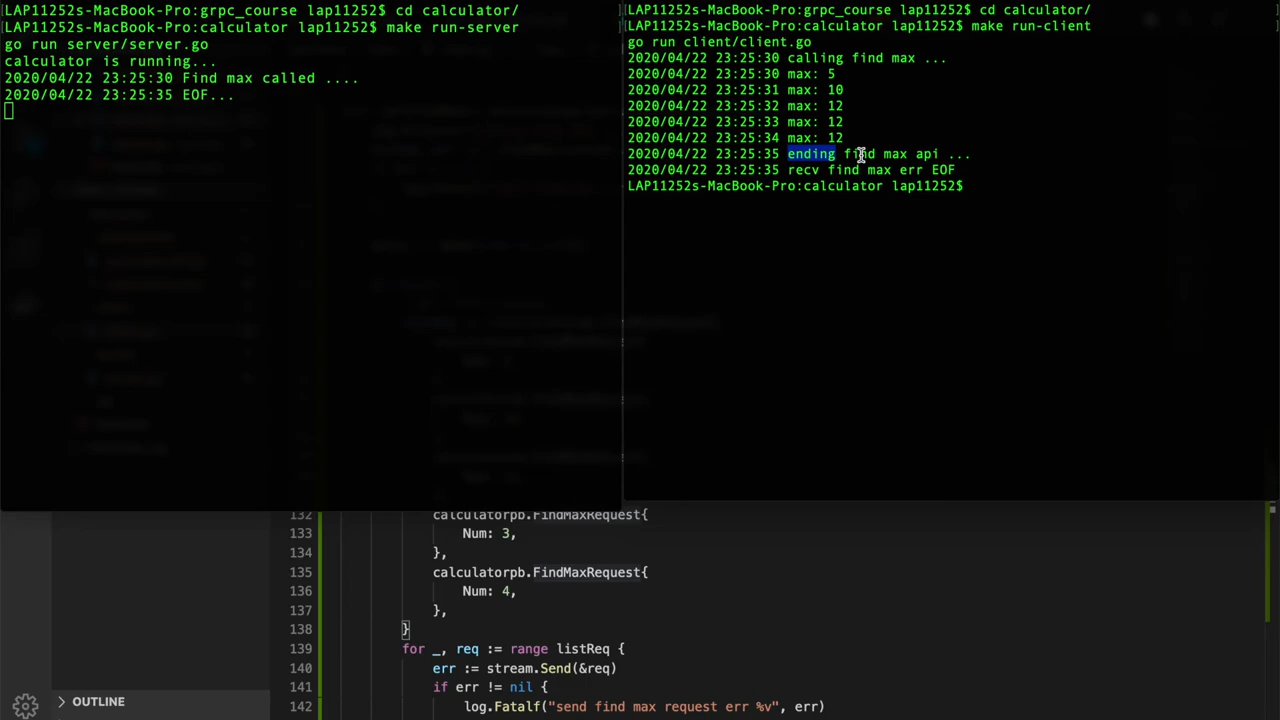 LAP11252s-MacBook-Pro:grpc_course lap11252$ cd calculator/
LAP11252s-MacBook-Pro:calculator lap11252$ make run-server
go run server/server.go
calculator is running...
2020/04/22 23:25:30 Find max called ....
2020/04/22 23:25:35 EOF...
LAP11252s-MacBook-Pro:grpc_course lap11252$ cd calculator/
LAP11252s-MacBook-Pro:calculator lap11252$ make run-client
go run client/client.go
2020/04/22 23:25:30 calling find max ...
2020/04/22 23:25:30 max: 5
2020/04/22 23:25:31 max: 10
2020/04/22 23:25:32 max: 12
2020/04/22 23:25:33 max: 12
2020/04/22 23:25:34 max: 12
2020/04/22 23:25:35 ending find max api ...
2020/04/22 23:25:35 recv find max err EOF
LAP11252s-MacBook-Pro:calculator lap11252$
132 calculatorpb.FindMaxRequest{
133 Num: 3,
134 },
135 calculatorpb.FindMaxRequest{
136 Num: 4,
137 },
138 }
139 for _, req := range listReq {
140 err := stream.Send(&req)
141 if err != nil {
142 log.Fatalf("send find max request err %v", err)
OUTLINE